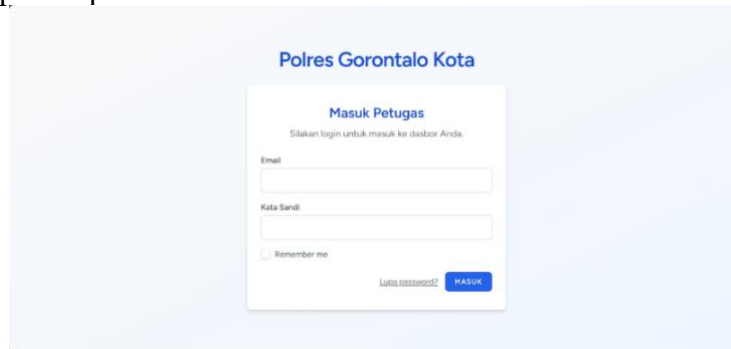 Polres Gorontalo Kota
Masuk Petugas
Silakan login untuk masuk ke dasbor Anda.
Email
Kata Sandi
Remember me
Lupa password? MASUK